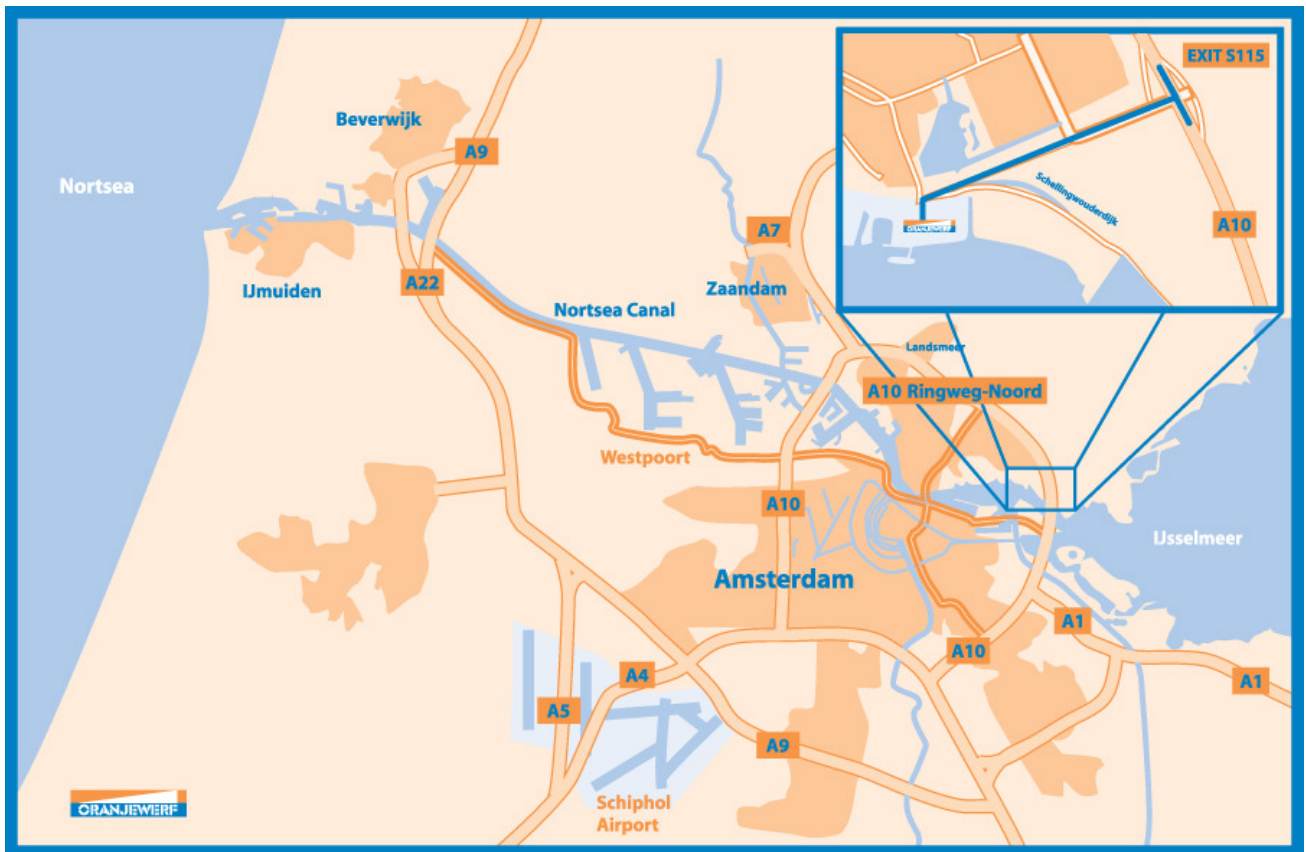 EXIT S115
Beverwijk
A9
Nortsea
Schellingwouderdijk
ORANJEWERF
A10
A7
IJmuiden
A22
Zaandam
Nortsea Canal
Landsmeer
A10 Ringweg-Noord
Westpoort
A10
IJsselmeer
Amsterdam
A1
A10
A4
A1
A5
A9
ORANJEWERF
Schiphol
Airport